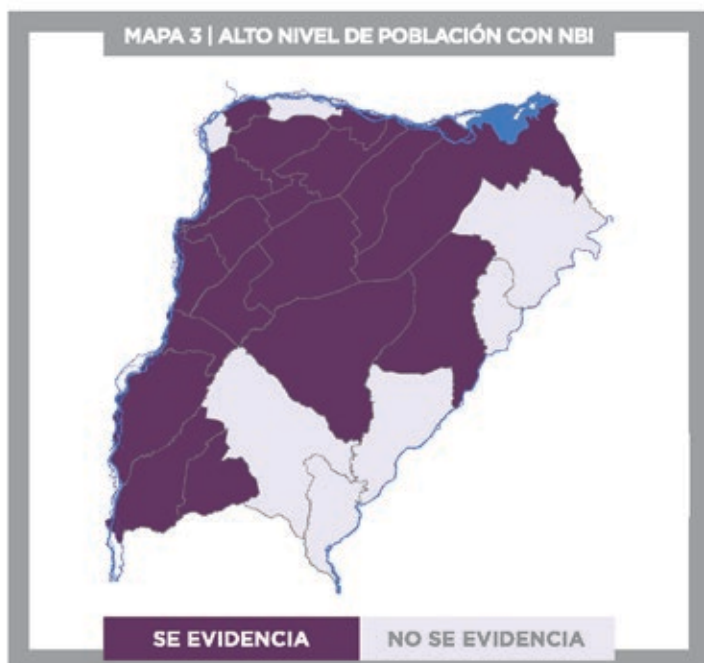 MAPA 3 | ALTO NIVEL DE POBLACIÓN CON NBI
SE EVIDENCIA
NO SE EVIDENCIA